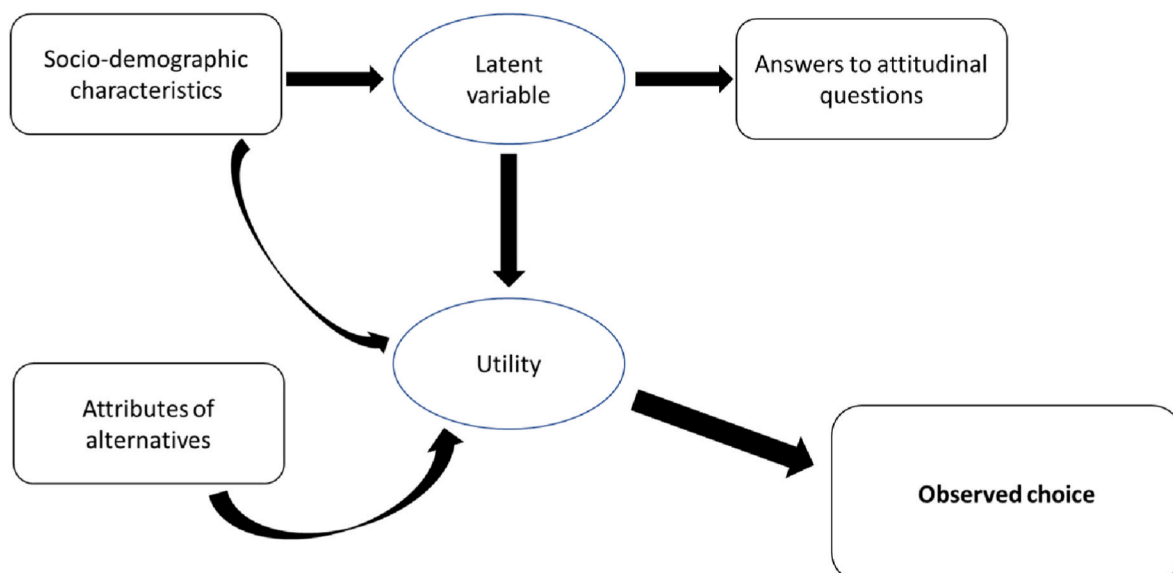 Socio-demographic
characteristics
Latent
variable
Answers to attitudinal
questions
Utility
Attributes of
alternatives
Observed choice